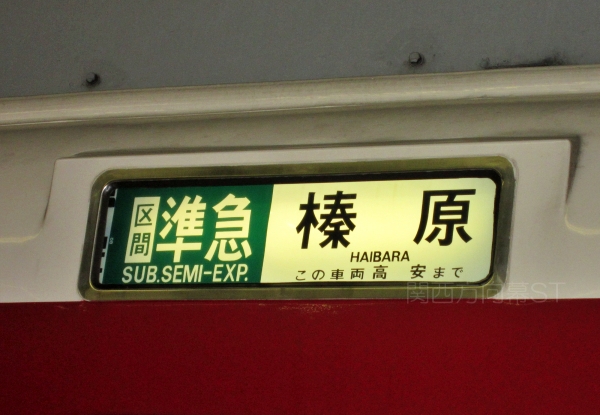 区間 準急
SUB.SEMI-EXP.
榛原
HAIBARA
この車両高安まで
関西方向幕ST